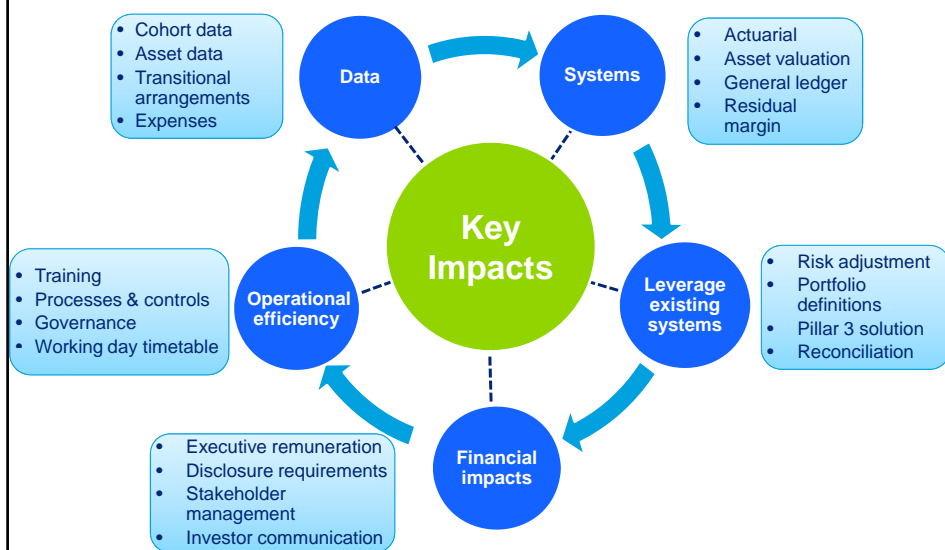 • Cohort data
• Asset data
• Transitional
arrangements
• Expenses
Data
Systems
• Actuarial
• Asset valuation
• General ledger
• Residual
margin
Key
Impacts
• Training
• Processes & controls
• Governance
• Working day timetable
Operational
efficiency
Leverage
existing
systems
• Risk adjustment
• Portfolio
definitions
• Pillar 3 solution
• Reconciliation
• Executive remuneration
• Disclosure requirements
• Stakeholder
management
• Investor communication
Financial
impacts